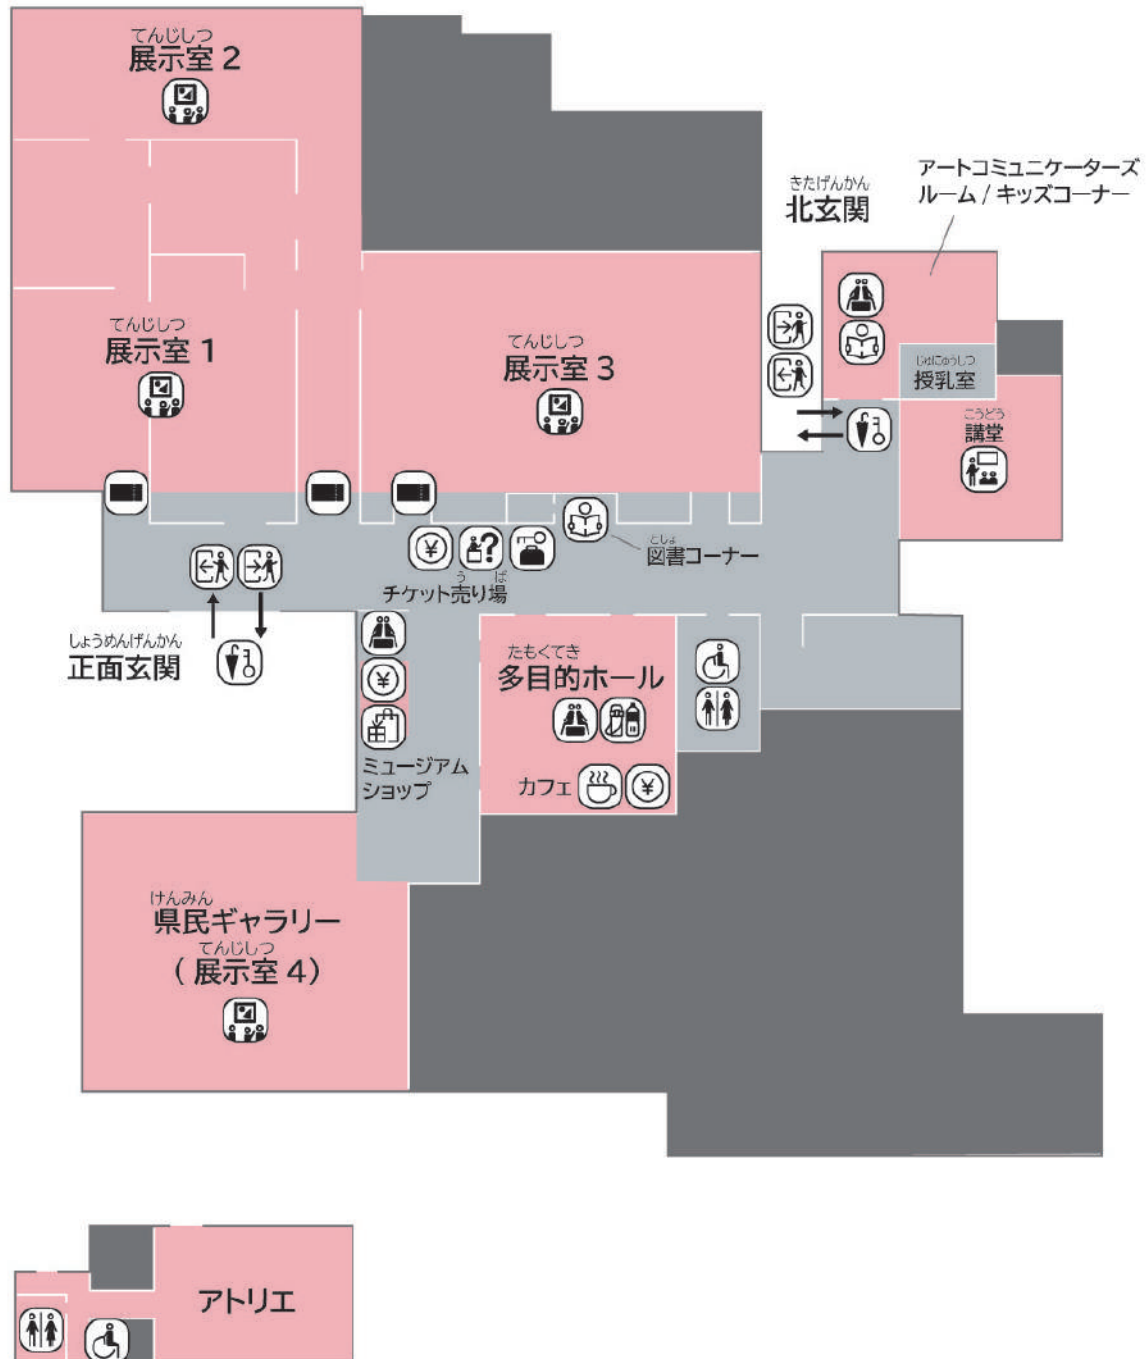 てんじしつ
展示室 2
アートコミュニケーターズ
ルーム / キッズコーナー
きたげんかん
北玄関
てんじしつ
展示室 1
てんじしつ
展示室 3
じゅにゅうしつ
授乳室
こうどう
講堂
としょ
図書コーナー
¥
?
う ば
チケット売り場
しょうめんげんかん
正面玄関
たもくてき
多目的ホール
¥
ミュージアム
ショップ
カフェ
¥
けんみん
県民ギャラリー
てんじしつ
( 展示室 4)
アトリエ